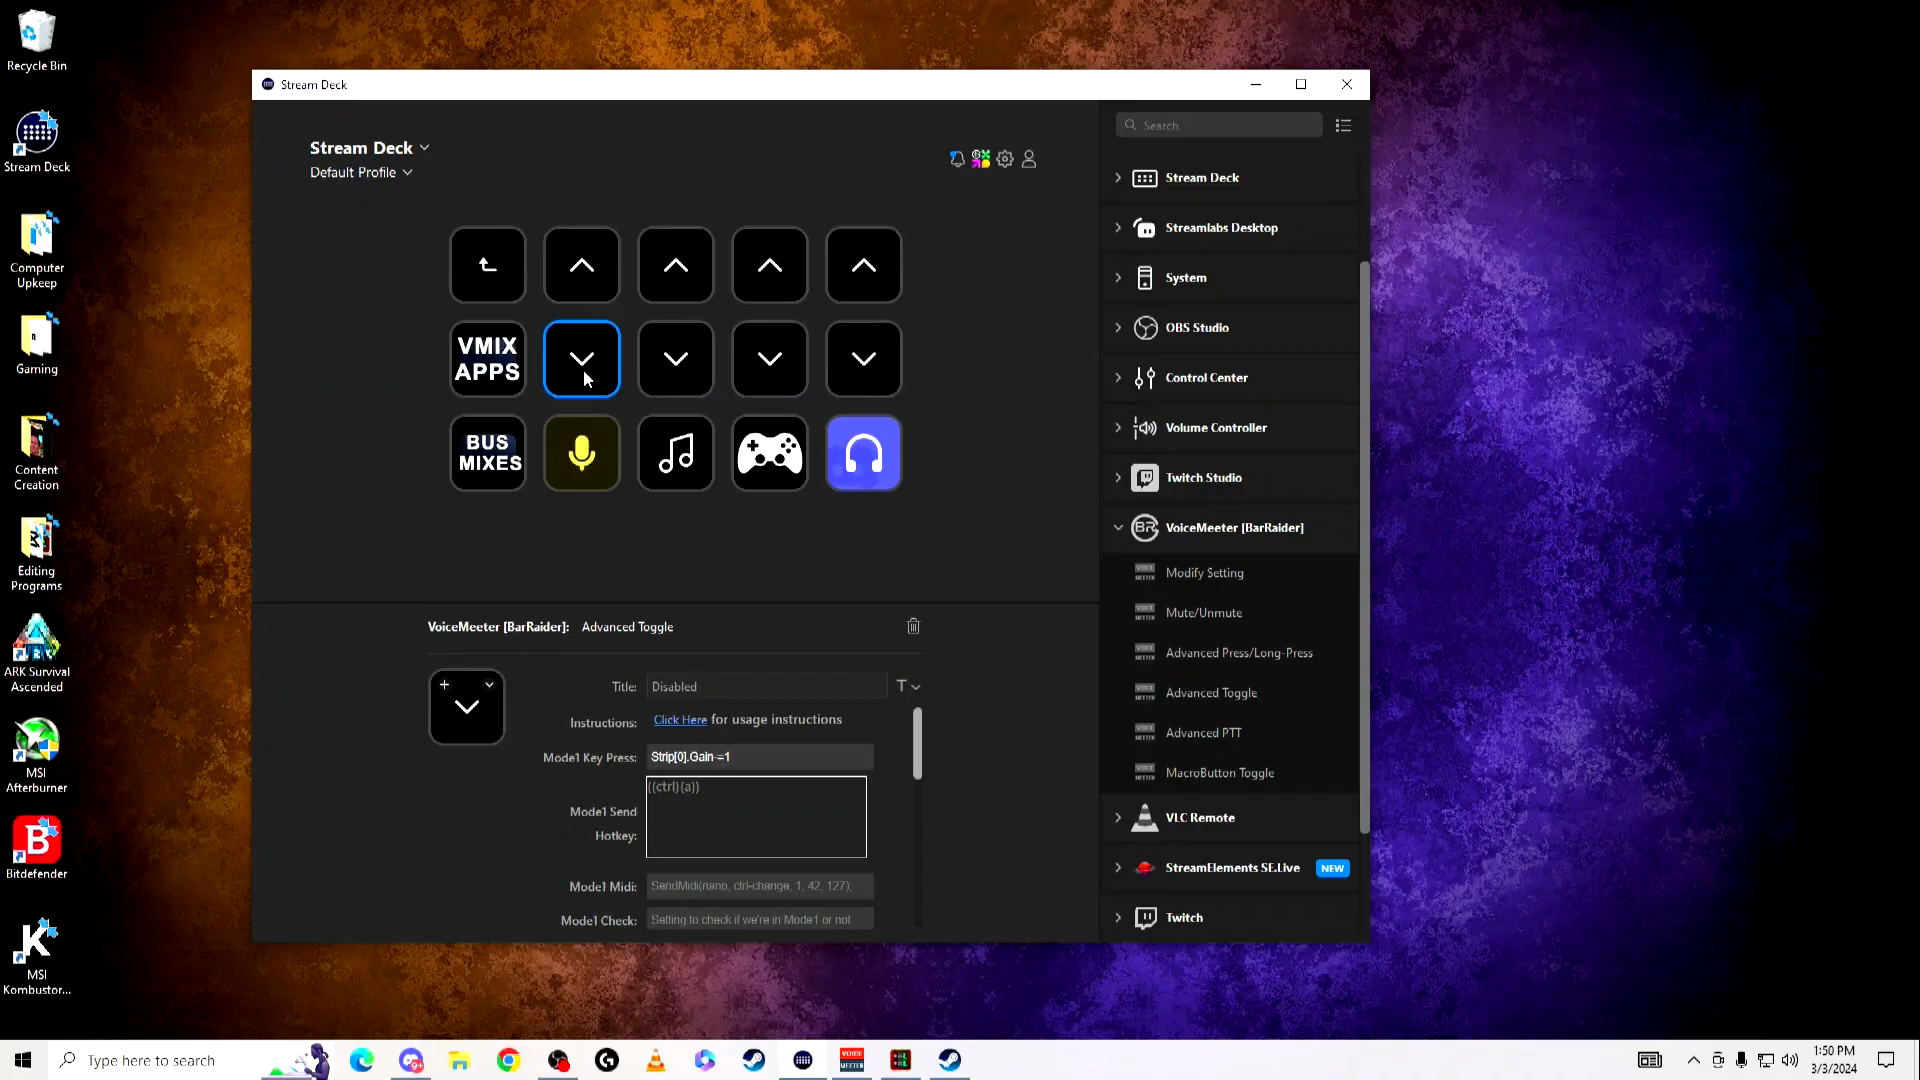 Recycle Bin
Stream Deck
Computer
Upkeep
Gaming
Content
Creation
Editing
Programs
ARK Survival
Ascended
MSI
Afterburner
Bitdefender
MSI
Kombustor...
Stream Deck
Stream Deck
Default Profile
VMIX
APPS
BUS
MIXES
VoiceMeeter [BarRaider]: Advanced Toggle
Title: Disabled
T
Instructions: Click Here for usage instructions
Mode1 Key Press: Strip[0].Gain-=1
Mode1 Send
Hotkey:
((ctrl)(a))
Mode1 Midi: SendMidi(nano, ctrl-change, 1, 42, 127);
Mode1 Check: Setting to check if we're in Mode1 or not
Search
Stream Deck
Streamlabs Desktop
System
OBS Studio
Control Center
Volume Controller
Twitch Studio
BR VoiceMeeter [BarRaider]
Modify Setting
Mute/Unmute
Advanced Press/Long-Press
Advanced Toggle
Advanced PTT
MacroButton Toggle
VLC Remote
StreamElements SE.Live NEW
Twitch
Type here to search
9+
VOICE
MEETER
1:50 PM
3/3/2024